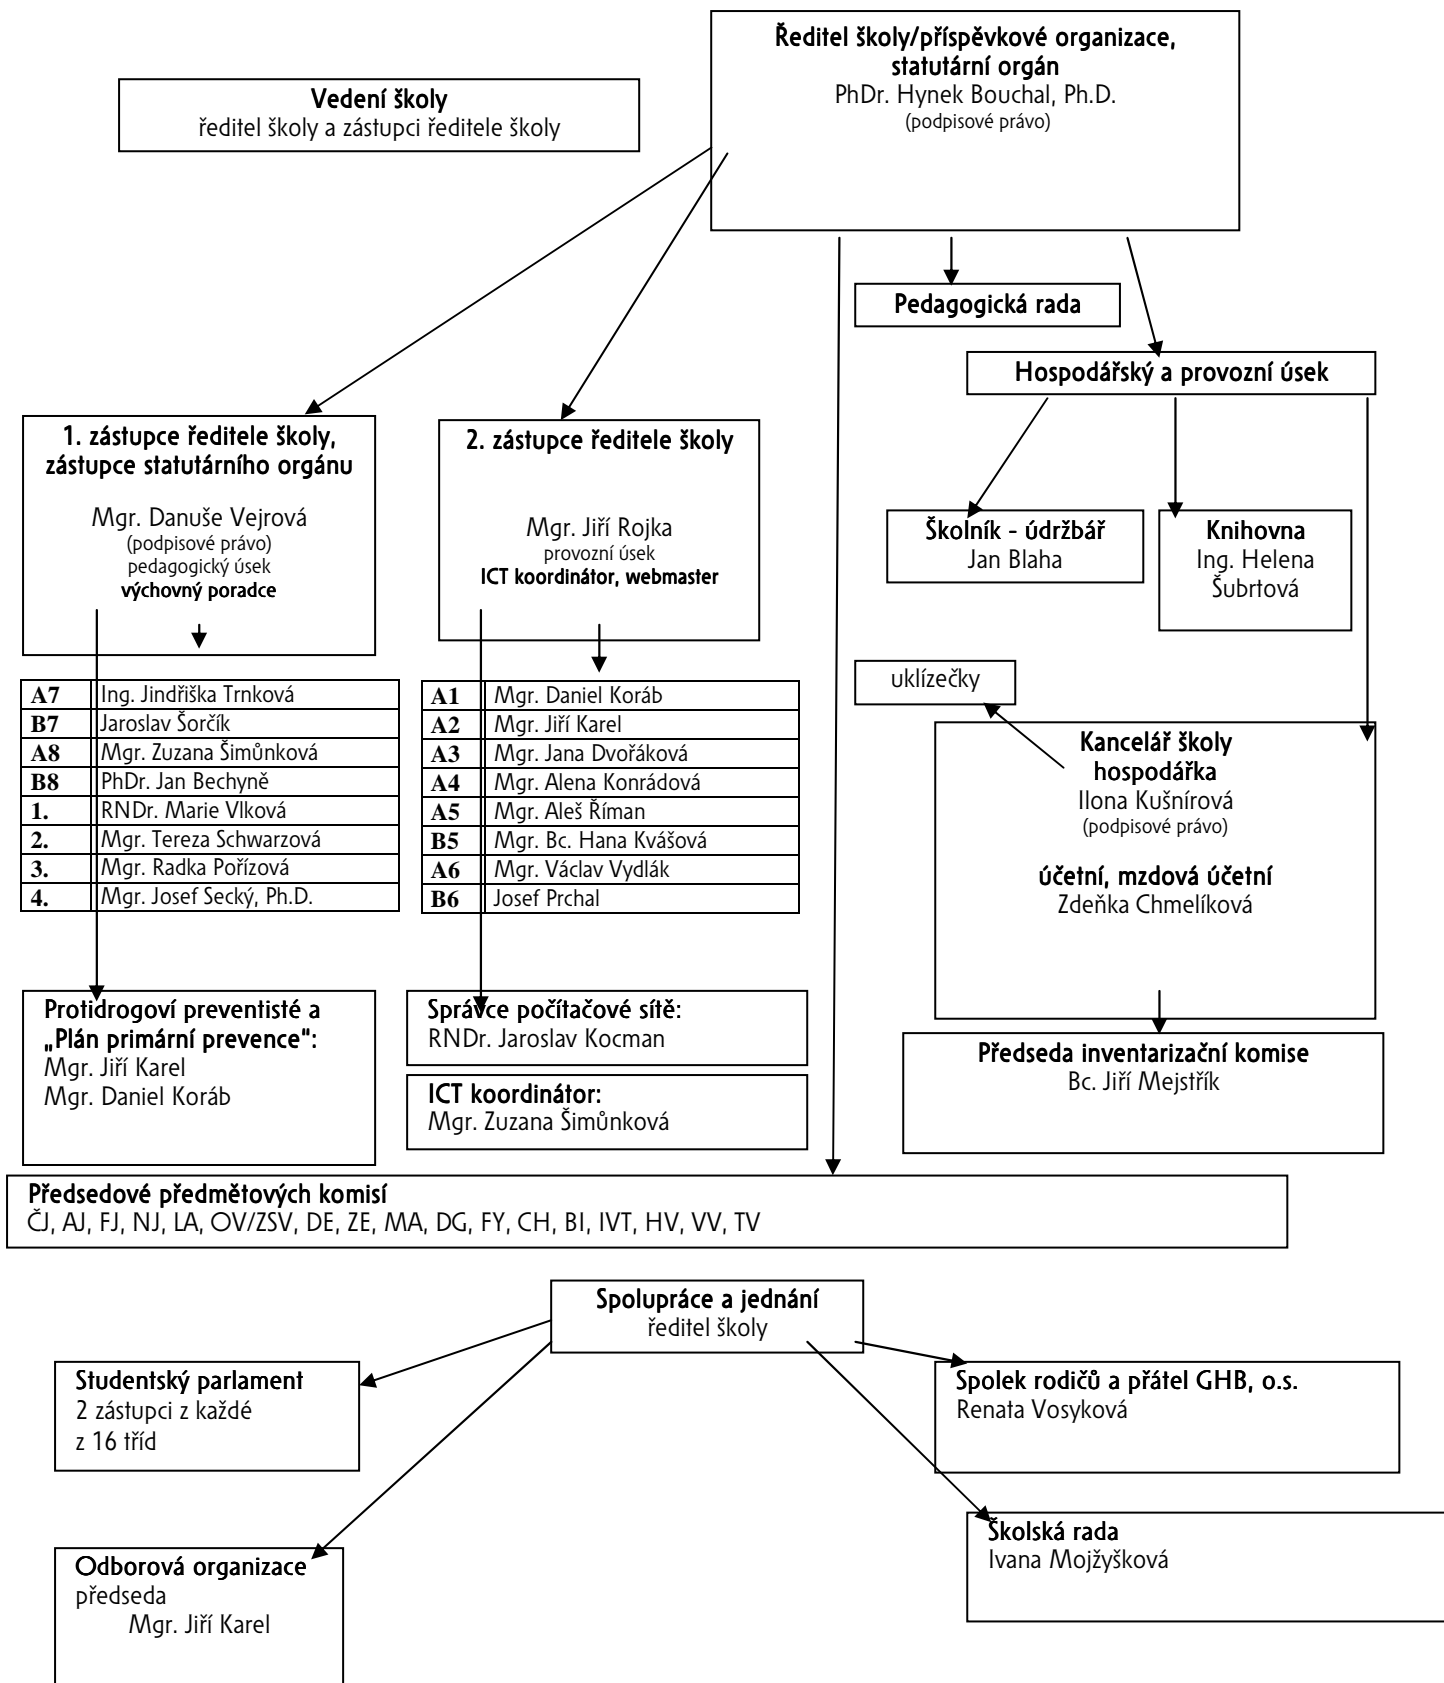 Ředitel školy/příspěvkové organizace,
statutární orgán
PhDr. Hynek Bouchal, Ph.D.
(podpisové právo)
Vedení školy
ředitel školy a zástupci ředitele školy
Pedagogická rada
Hospodářský a provozní úsek
1. zástupce ředitele školy,
zástupce statutárního orgánu
Mgr. Danuše Vejrová
(podpisové právo)
pedagogický úsek
výchovný poradce
2. zástupce ředitele školy
Mgr. Jiří Rojka
provozní úsek
ICT koordinátor, webmaster
Školník - údržbář
Jan Blaha
Knihovna
Ing. Helena
Šubrtová
A7 Ing. Jindřiška Trnková
B7 Jaroslav Šorčík
A8 Mgr. Zuzana Šimůnková
B8 PhDr. Jan Bechyně
1. RNDr. Marie Vlková
2. Mgr. Tereza Schwarzová
3. Mgr. Radka Pořízová
4. Mgr. Josef Secký, Ph.D.
A1 Mgr. Daniel Koráb
A2 Mgr. Jiří Karel
A3 Mgr. Jana Dvořáková
A4 Mgr. Alena Konrádová
A5 Mgr. Aleš Říman
B5 Mgr. Bc. Hana Kvášová
A6 Mgr. Václav Vydlák
B6 Josef Prchal
uklízečky
Kancelář školy
hospodářka
Ilona Kušnírová
(podpisové právo)
účetní, mzdová účetní
Zdeňka Chmelíková
Protidrogoví preventisté a
„Plán primární prevence“:
Mgr. Jiří Karel
Mgr. Daniel Koráb
Správce počítačové sítě:
RNDr. Jaroslav Kocman
ICT koordinátor:
Mgr. Zuzana Šimůnková
Předseda inventarizační komise
Bc. Jiří Mejstřík
Předsedové předmětových komisí
ČJ, AJ, FJ, NJ, LA, OV/ZSV, DE, ZE, MA, DG, FY, CH, BI, IVT, HV, VV, TV
Spolupráce a jednání
ředitel školy
Studentský parlament
2 zástupci z každé
z 16 tříd
Spolek rodičů a přátel GHB, o.s.
Renata Vosyková
Odborová organizace
předseda
Mgr. Jiří Karel
Školská rada
Ivana Mojžyšková